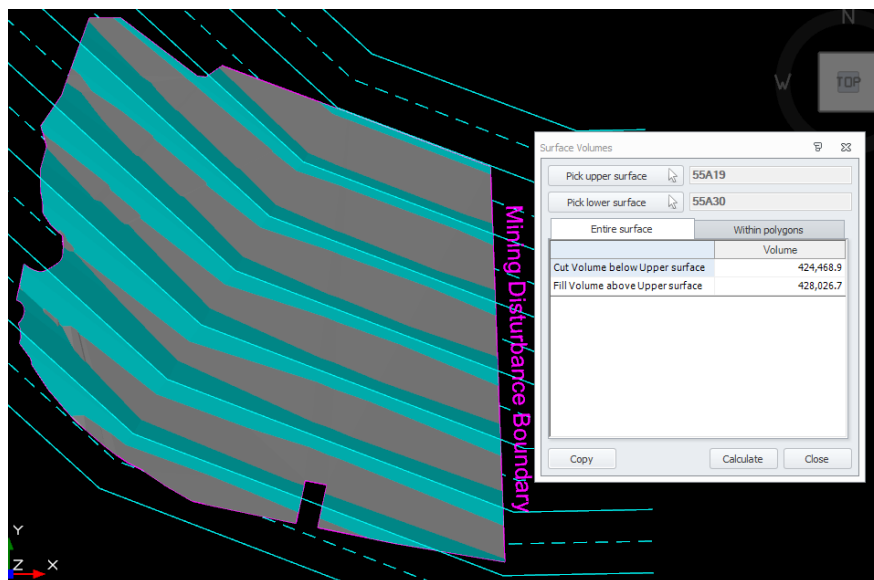 N
W
TOP
Surface Volumes
Pick upper surface 55A19
Pick lower surface 55A30
Entire surface Within polygons
Volume
Cut Volume below Upper surface 424,468.9
Fill Volume above Upper surface 428,026.7
Copy Calculate Close
Mining Disturbance Boundary
Y
Z X